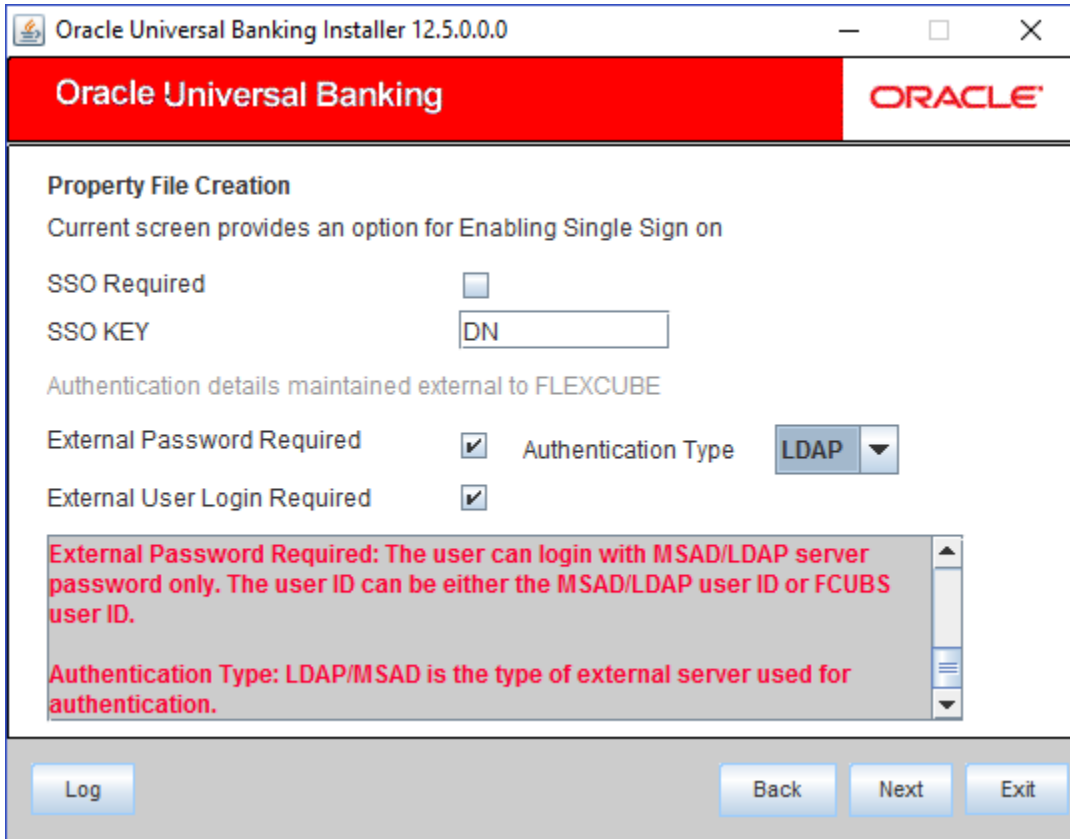 Oracle Universal Banking Installer 12.5.0.0.0
Oracle Universal Banking
ORACLE
Property File Creation
Current screen provides an option for Enabling Single Sign on
SSO Required
SSO KEY
DN
Authentication details maintained external to FLEXCUBE
External Password Required
Authentication Type
LDAP
External User Login Required
External Password Required: The user can login with MSAD/LDAP server
password only. The user ID can be either the MSAD/LDAP user ID or FCUBS
user ID.
Authentication Type: LDAP/MSAD is the type of external server used for
authentication.
Log
Back
Next
Exit